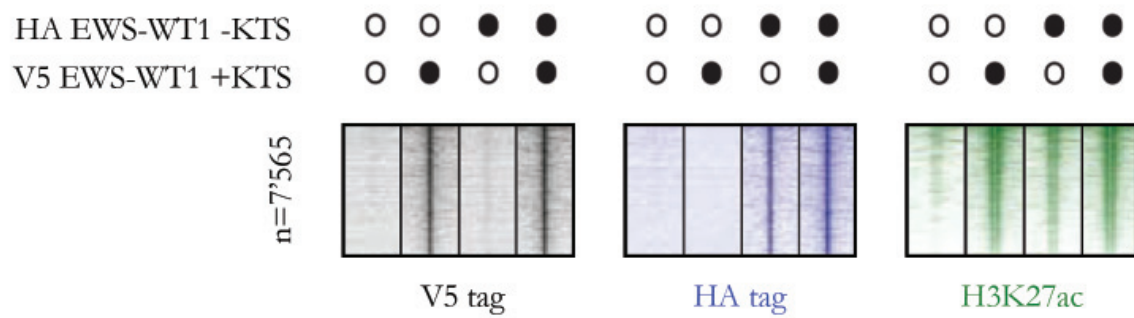 HA EWS-WT1 -KTS
V5 EWS-WT1 +KTS
n=7'565
V5 tag
HA tag
H3K27ac